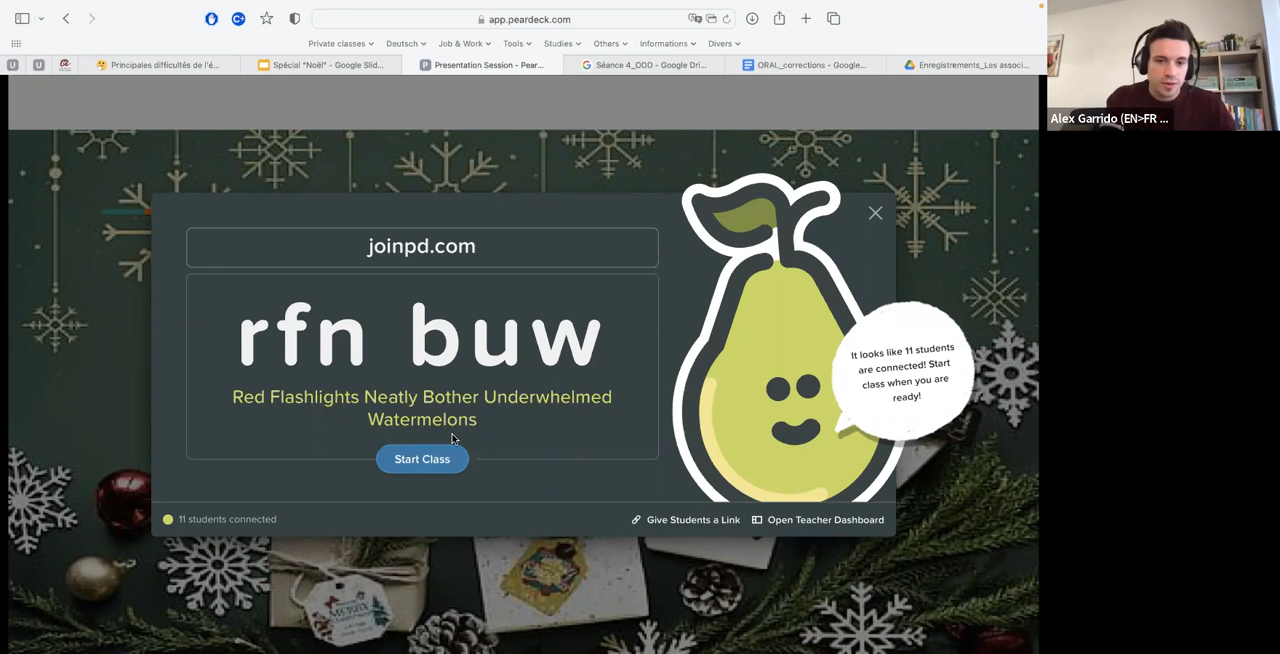 app.peardeck.com
Private classes
Deutsch
Job & Work
Tools
Studies
Others
Informations
Divers
Principales difficultés de l'é...
Spécial "Noël" - Google Slid...
Presentation Session - Pear...
Séance 4_ODD - Google Dri...
ORAL_corrections - Google...
Enregistrements_Les associ...
Alex Garrido (EN>FR ...
joinpd.com
rfn buw
Red Flashlights Neatly Bother Underwhelmed
Watermelons
Start Class
It looks like 11 students
are connected! Start
class when you are
ready!
11 students connected
Give Students a Link
Open Teacher Dashboard
MERRY